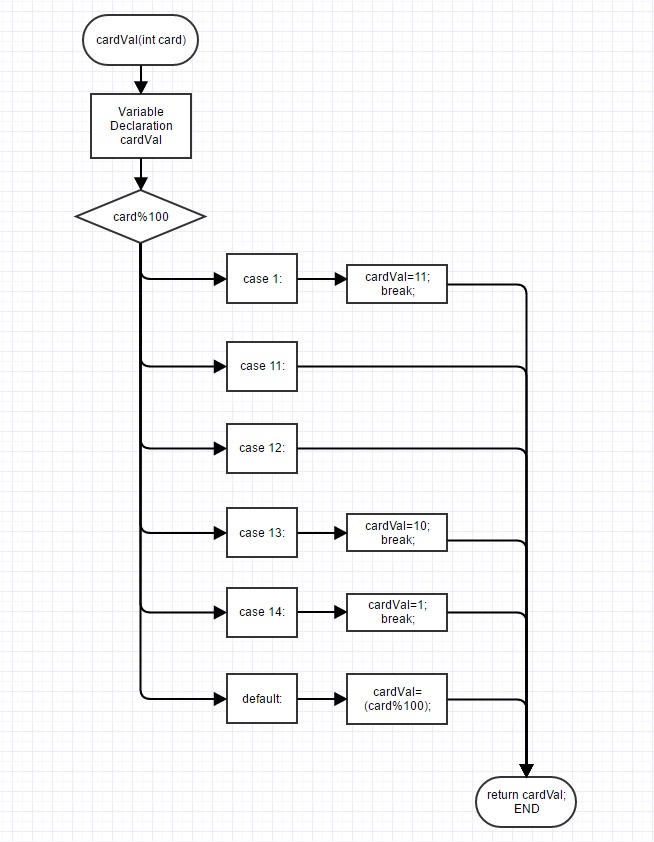 cardVal(int card)
Variable
Declaration
cardVal
card%100
case 1:
cardVal=11;
break;
case 11:
case 12:
case 13:
cardVal=10;
break;
case 14:
cardVal=1;
break;
default:
cardVal=
(card%100);
return cardVal;
END